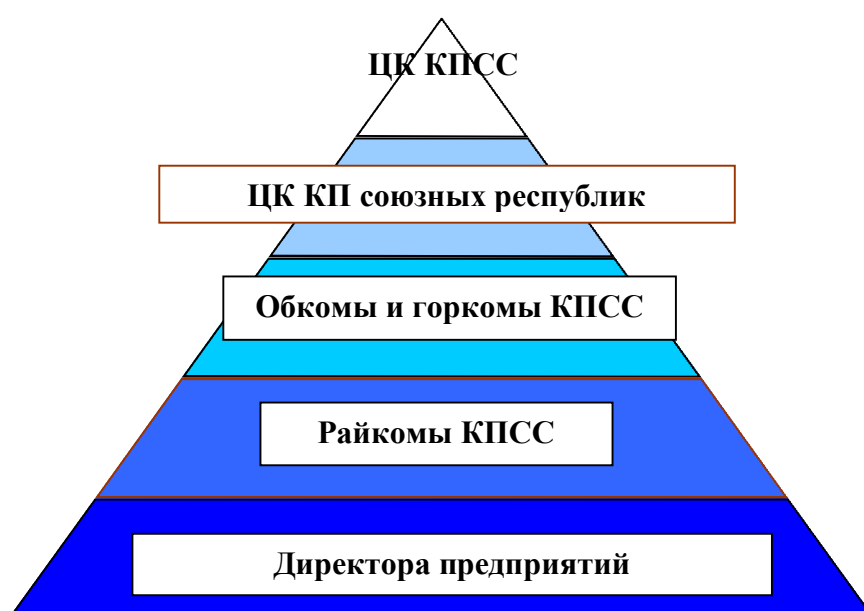 ЦК КПСС
ЦК КП союзных республик
Обкомы и горкомы КПСС
Райкомы КПСС
Директора предприятий